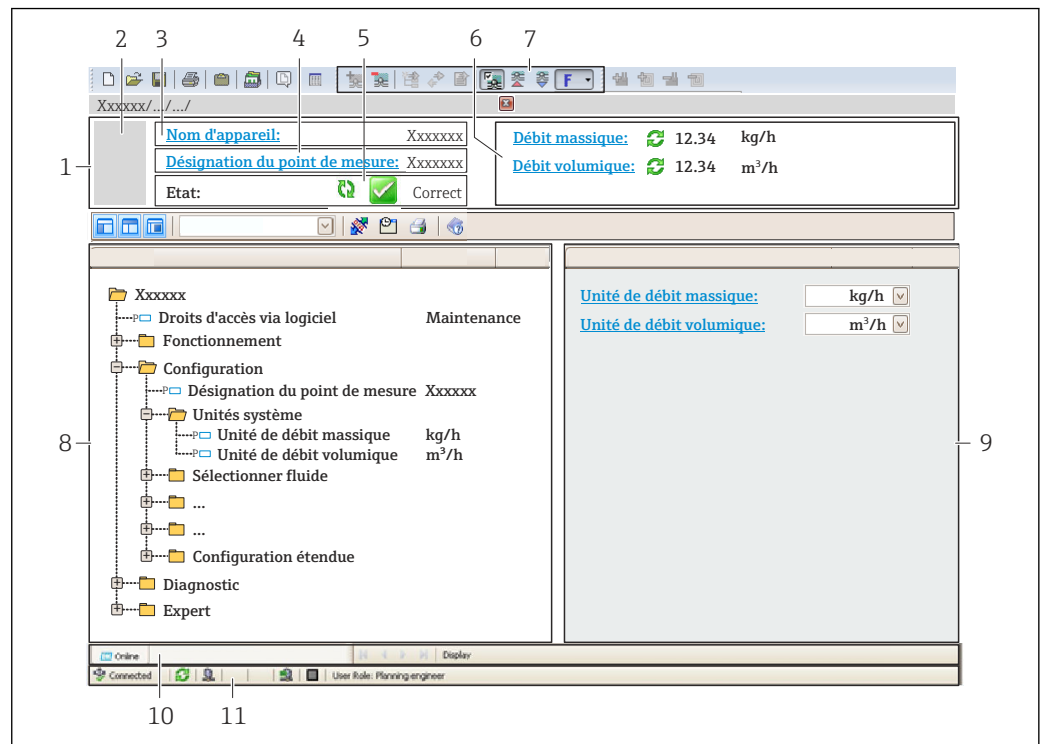 2 3 4 5 6 7
F
Xxxxxx/.../.../
1
Nom d'appareil: Xxxxxxx
Désignation du point de mesure: Xxxxxxx
Etat: Correct
Débit massique: 12.34 kg/h
Débit volumique: 12.34 m³/h
Xxxxxx
Droits d'accès via logiciel Maintenance
Fonctionnement
Configuration
Désignation du point de mesure Xxxxxx
Unités système
Unité de débit massique kg/h
Unité de débit volumique m³/h
Sélectionner fluide
...
...
Configuration étendue
Diagnostic
Expert
8
Unité de débit massique: kg/h
Unité de débit volumique: m³/h
9
Online Display
Connected User Role: Planning engineer
10 11